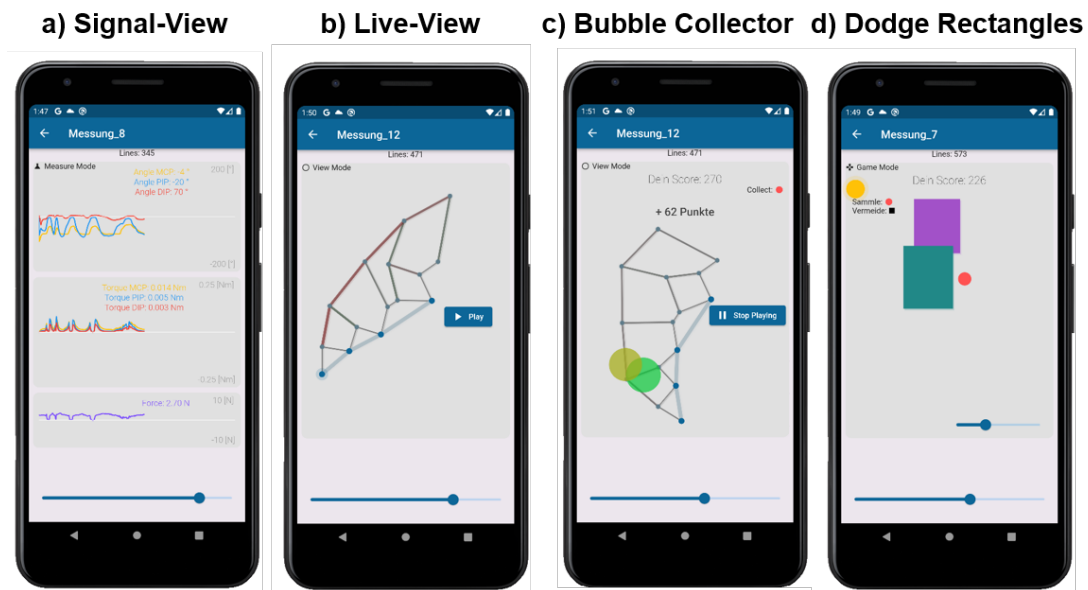 a) Signal-View
b) Live-View
c) Bubble Collector
d) Dodge Rectangles
1:47
Messung_8
Lines: 345
Measure Mode
Angle MCP: -4 °
200 [°]
Angle PIP: -20 °
Angle DIP: 70 °
-200 [°]
0.25 [Nm]
Torque MCP: 0.014 Nm
Torque PIP: 0.005 Nm
Torque DIP: 0.003 Nm
-0.25 [Nm]
Force: 2.70 N
10 [N]
-10 [N]
1:50
Messung_12
Lines: 471
View Mode
Play
1:51
Messung_12
Lines: 471
View Mode
Dein Score: 270
Collect:
+ 62 Punkte
Stop Playing
1:49
Messung_7
Lines: 573
Game Mode
Dein Score: 226
Sammle:
Vermeide: